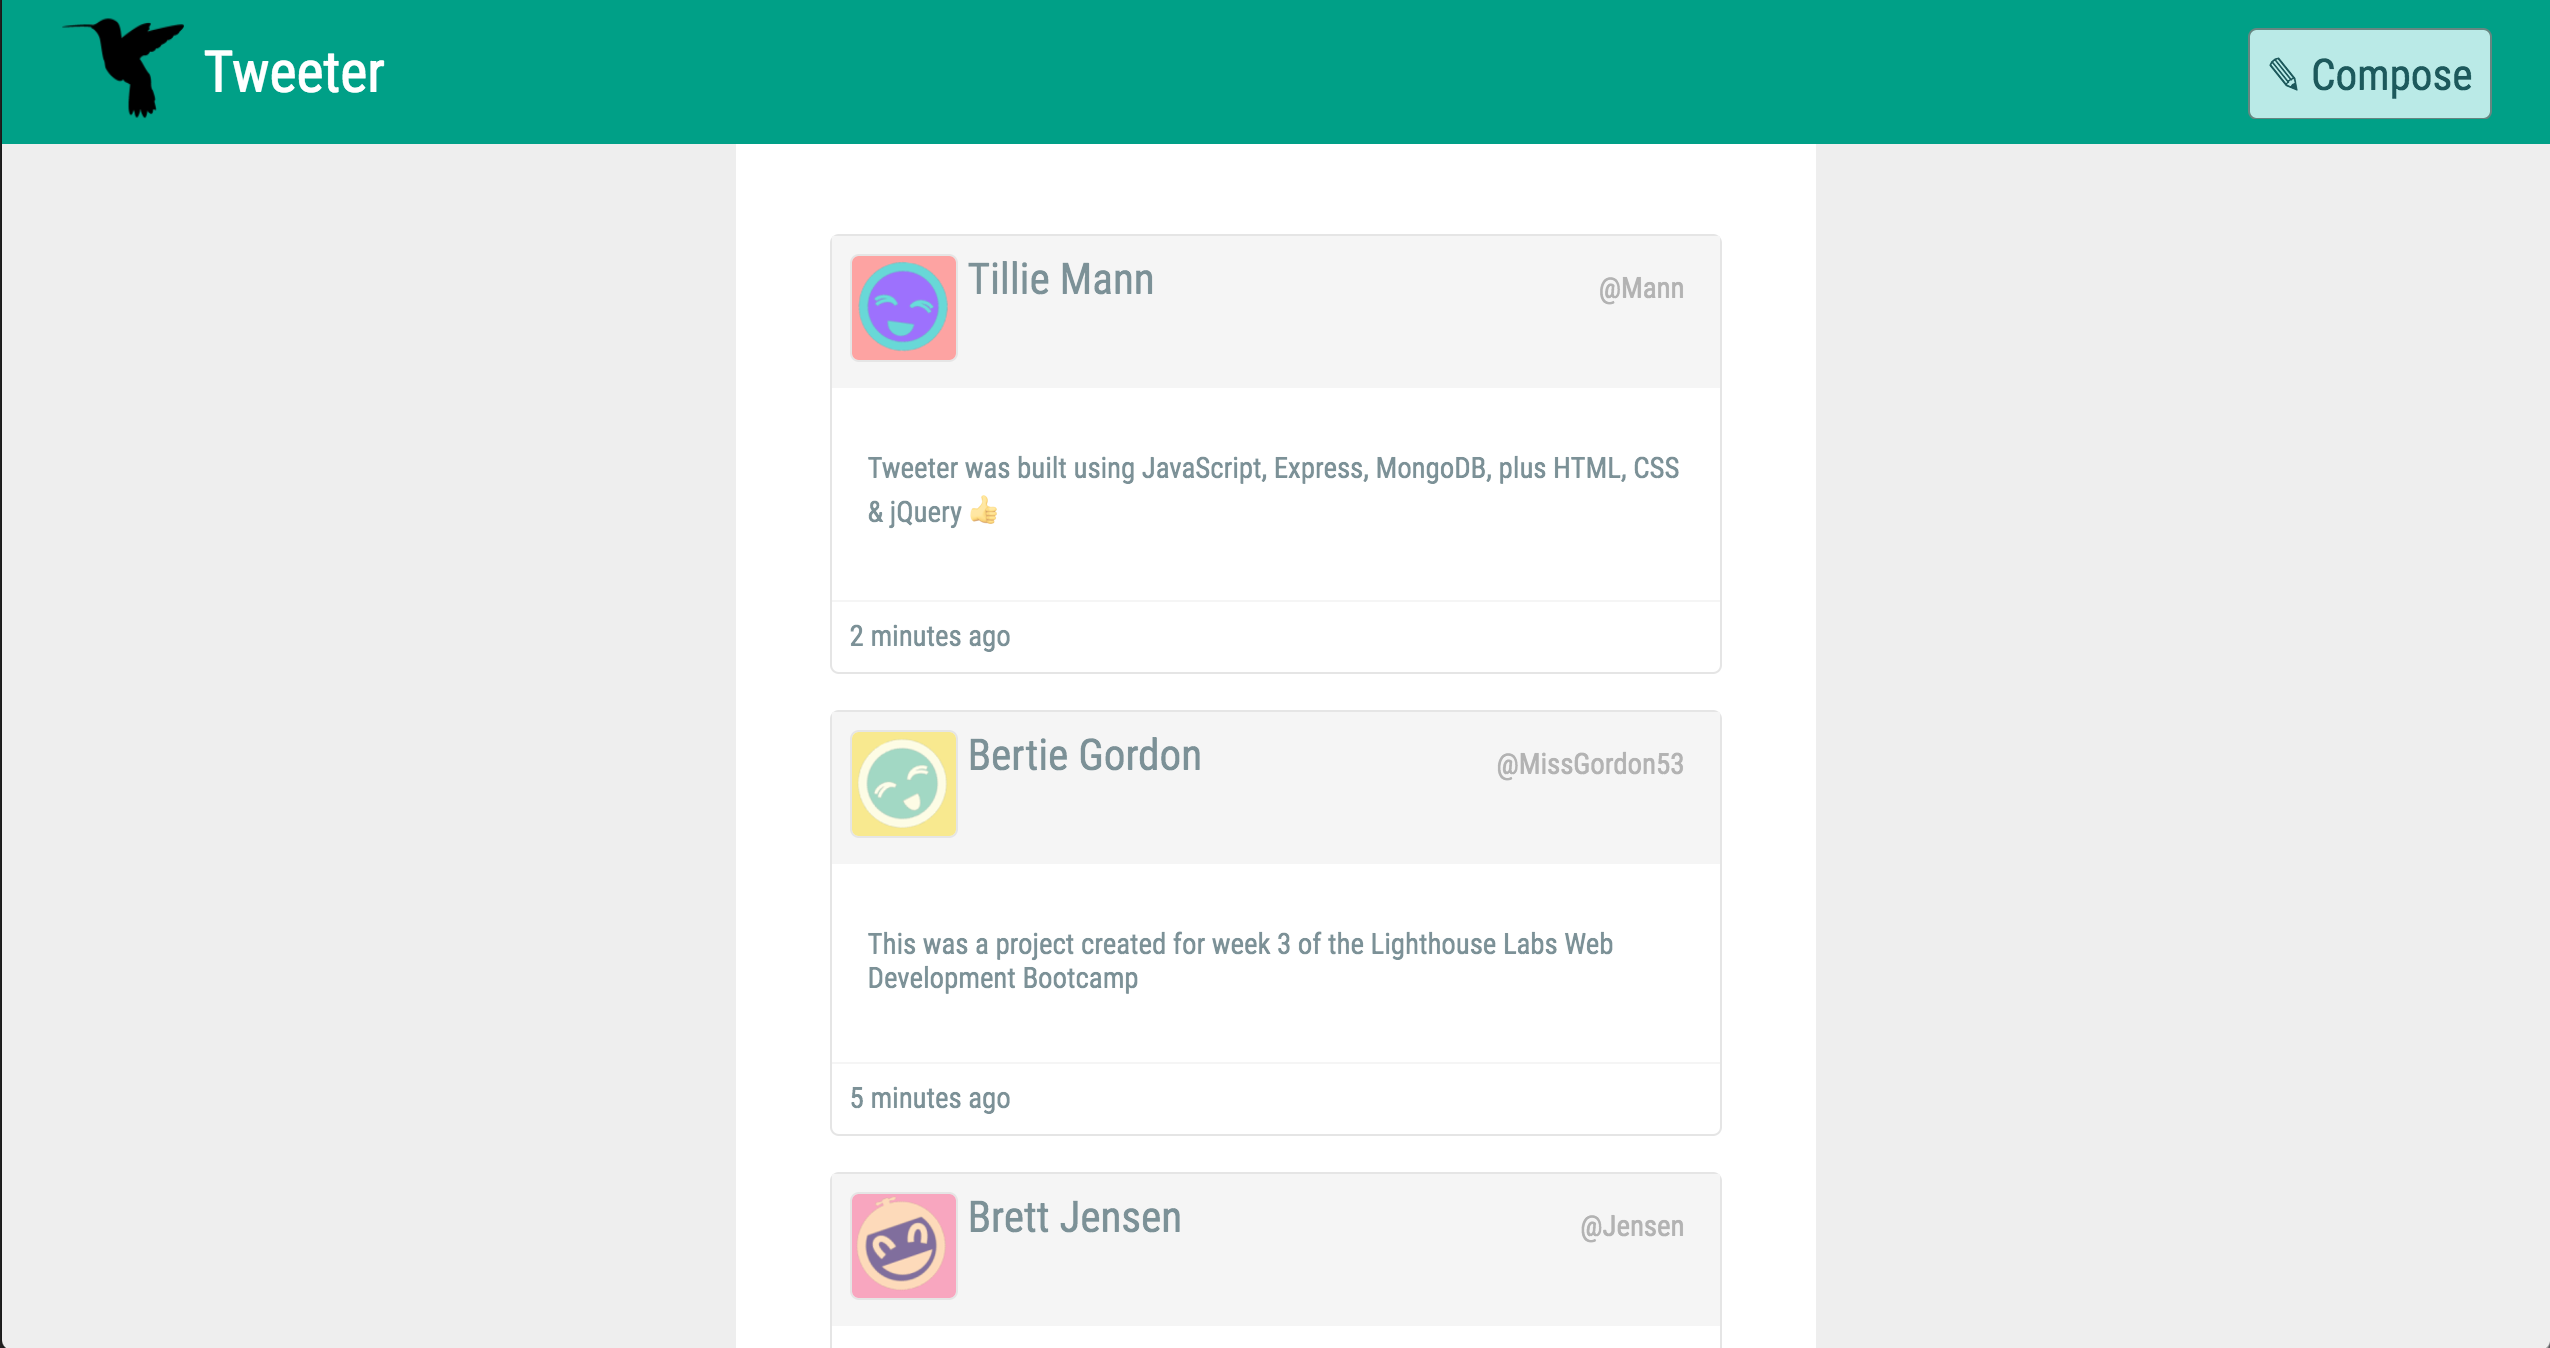 Tweeter
✎ Compose
Tillie Mann
@Mann
Tweeter was built using JavaScript, Express, MongoDB, plus HTML, CSS
& jQuery 👍
2 minutes ago
Bertie Gordon
@MissGordon53
This was a project created for week 3 of the Lighthouse Labs Web
Development Bootcamp
5 minutes ago
Brett Jensen
@Jensen